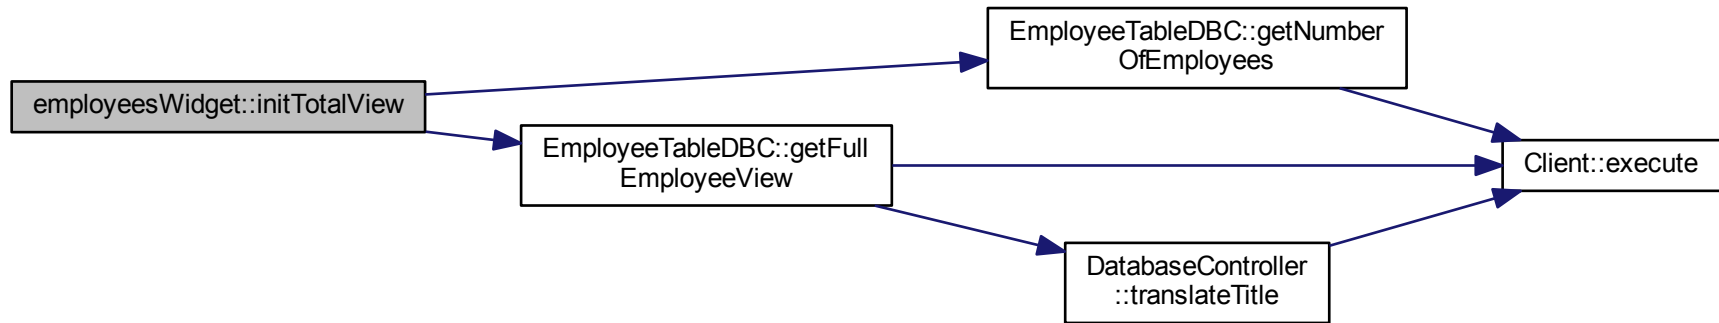 employeesWidget::initTotalView
EmployeeTableDBC::getNumber
OfEmployees
EmployeeTableDBC::getFull
EmployeeView
DatabaseController
::translateTitle
Client::execute